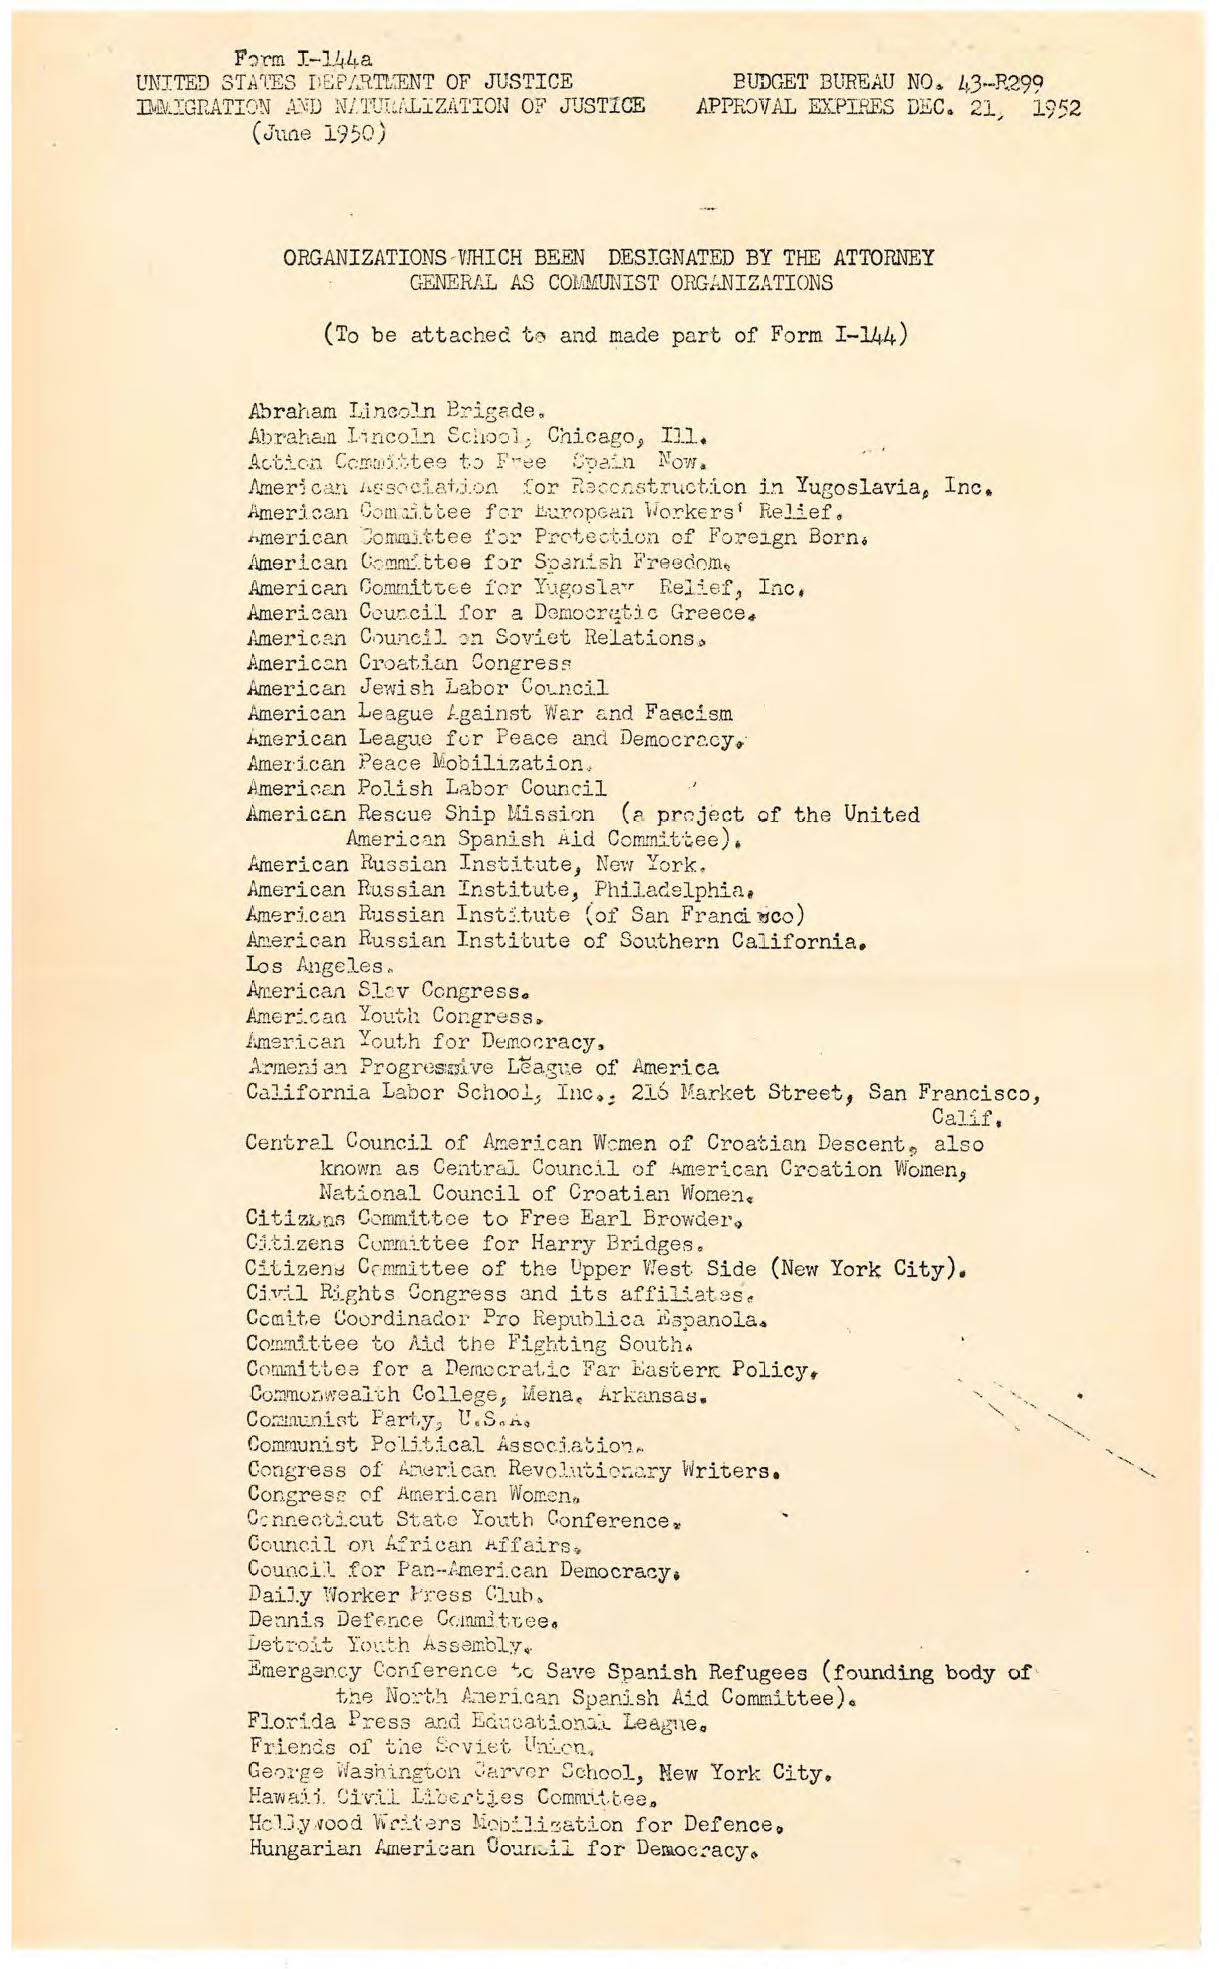 Form I-144a
UNITED STATES DEPARTMENT OF JUSTICE BUDGET BUREAU NO. 43-R299
IMMIGRATION AND NATURALIZATION OF JUSTICE APPROVAL EXPIRES DEC. 21, 1952
(June 1950)
ORGANIZATIONS WHICH BEEN DESIGNATED BY THE ATTORNEY
GENERAL AS COMMUNIST ORGANIZATIONS
(To be attached to and made part of Form I-144)
Abraham Lincoln Brigade.
Abraham Lincoln School, Chicago, Ill.
Action Committee to Free Spain Now.
American Association for Reconstruction in Yugoslavia, Inc.
American Committee for European Workers' Relief.
American Committee for Protection of Foreign Born.
American Committee for Spanish Freedom.
American Committee for Yugoslav Relief, Inc.
American Council for a Democratic Greece.
American Council on Soviet Relations.
American Croatian Congress
American Jewish Labor Council
American League Against War and Fascism
American League for Peace and Democracy.
American Peace Mobilization.
American Polish Labor Council
American Rescue Ship Mission (a project of the United
American Spanish Aid Committee).
American Russian Institute, New York.
American Russian Institute, Philadelphia.
American Russian Institute (of San Francisco)
American Russian Institute of Southern California.
Los Angeles.
American Slav Congress.
American Youth Congress.
American Youth for Democracy.
Armenian Progressive League of America
California Labor School, Inc., 216 Market Street, San Francisco,
Calif.
Central Council of American Women of Croatian Descent, also
known as Central Council of American Croation Women,
National Council of Croatian Women.
Citizens Committee to Free Earl Browder.
Citizens Committee for Harry Bridges.
Citizens Committee of the Upper West Side (New York City).
Civil Rights Congress and its affiliates.
Comite Coordinador Pro Republica Espanola.
Committee to Aid the Fighting South.
Committee for a Democratic Far Eastern Policy.
Commonwealth College, Mena, Arkansas.
Communist Party, U.S.A.
Communist Political Association.
Congress of American Revolutionary Writers.
Congress of American Women.
Connecticut State Youth Conference.
Council on African Affairs.
Council for Pan-American Democracy.
Daily Worker Press Club.
Dennis Defence Committee.
Detroit Youth Assembly.
Emergency Conference to Save Spanish Refugees (founding body of
the North American Spanish Aid Committee).
Florida Press and Educational League.
Friends of the Soviet Union.
George Washington Carver School, New York City.
Hawaii Civil Liberties Committee.
Hollywood Writers Mobilization for Defence.
Hungarian American Council for Democracy.